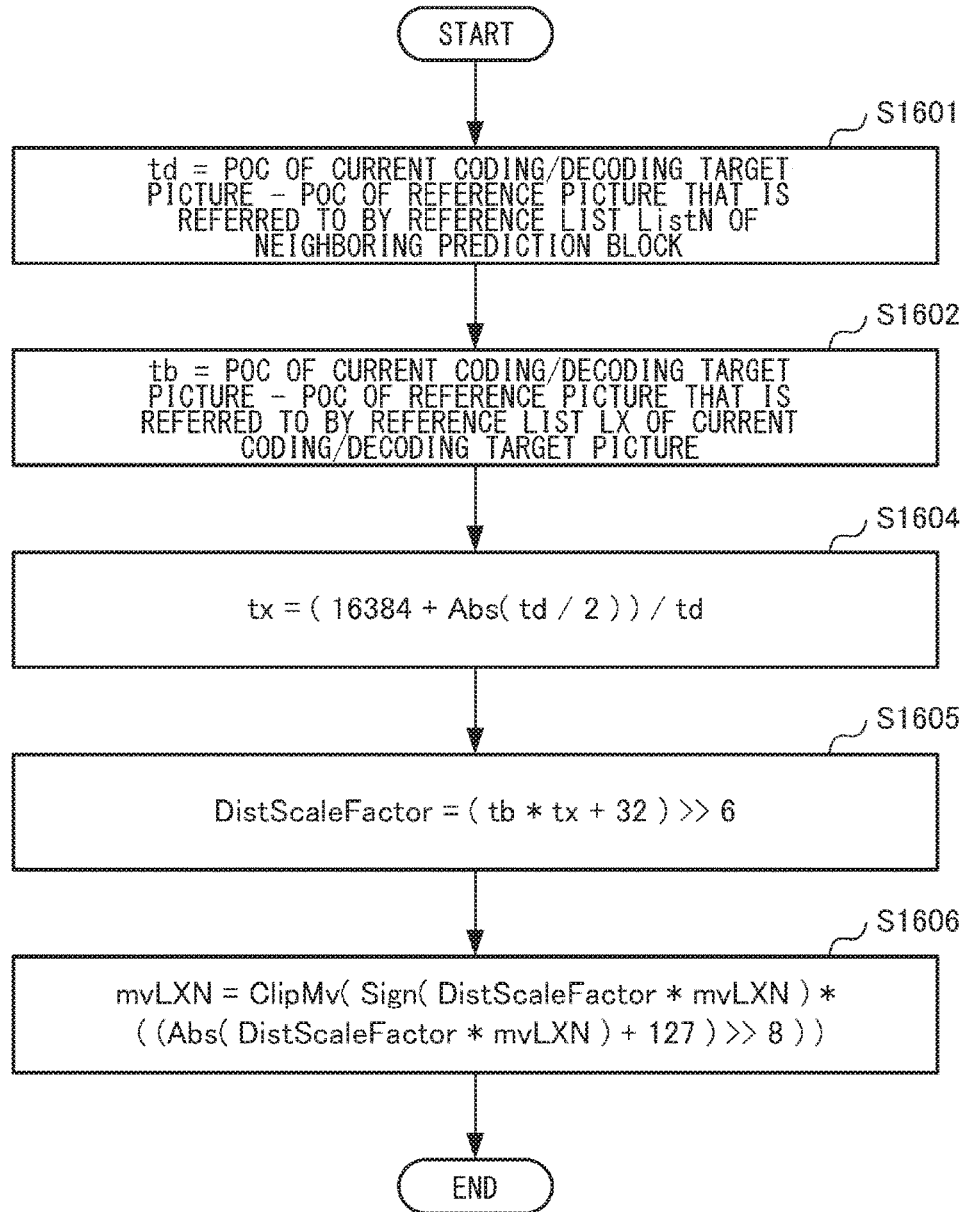 START
S1601
td = POC OF CURRENT CODING/DECODING TARGET
PICTURE - POC OF REFERENCE PICTURE THAT IS
REFERRED TO BY REFERENCE LIST ListN OF
NEIGHBORING PREDICTION BLOCK
S1602
tb = POC OF CURRENT CODING/DECODING TARGET
PICTURE - POC OF REFERENCE PICTURE THAT IS
REFERRED TO BY REFERENCE LIST LX OF CURRENT
CODING/DECODING TARGET PICTURE
S1604
tx = ( 16384 + Abs( td / 2 ) ) / td
S1605
DistScaleFactor = ( tb * tx + 32 ) >> 6
S1606
mvLXN = ClipMv( Sign( DistScaleFactor * mvLXN ) *
( (Abs( DistScaleFactor * mvLXN ) + 127 ) >> 8 ) )
END